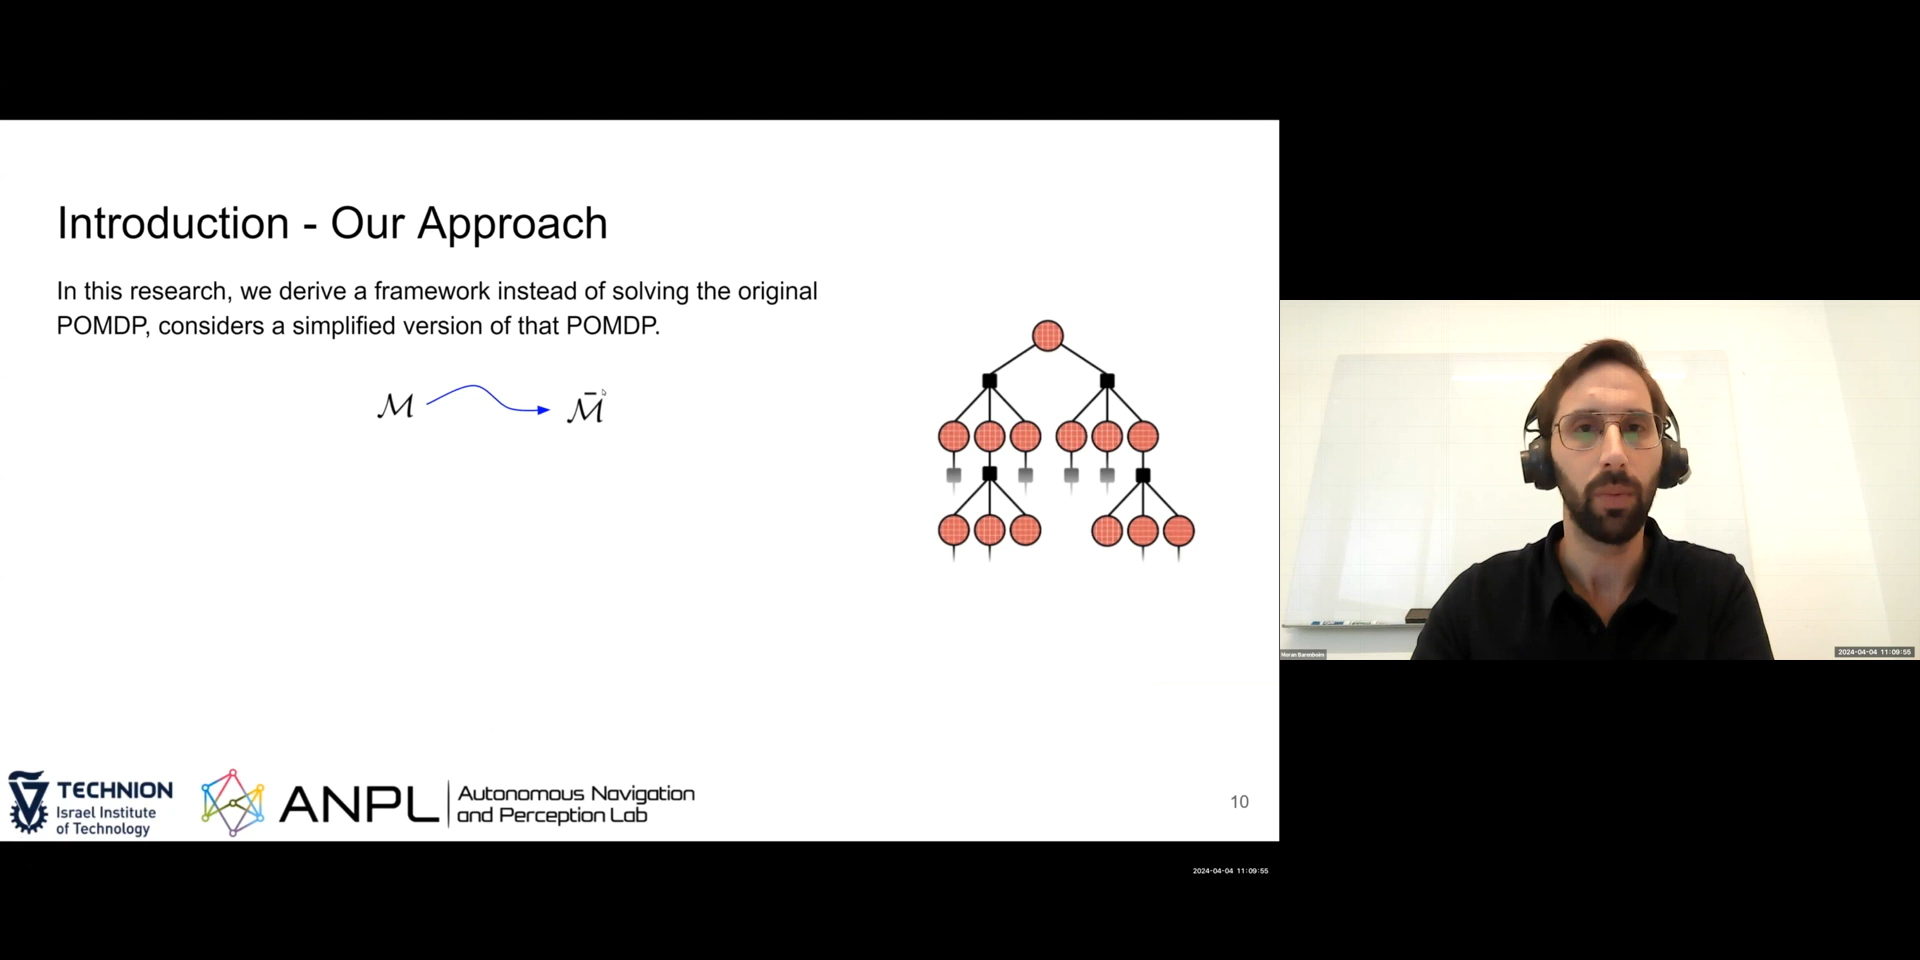 Introduction - Our Approach
In this research, we derive a framework instead of solving the original
POMDP, considers a simplified version of that POMDP.
ℳ
ℳ̄
TECHNION
Israel Institute
of Technology
ANPL
Autonomous Navigation
and Perception Lab
10
Moran Barenboim
2024-04-04 11:09:55
2024-04-04 11:09:55